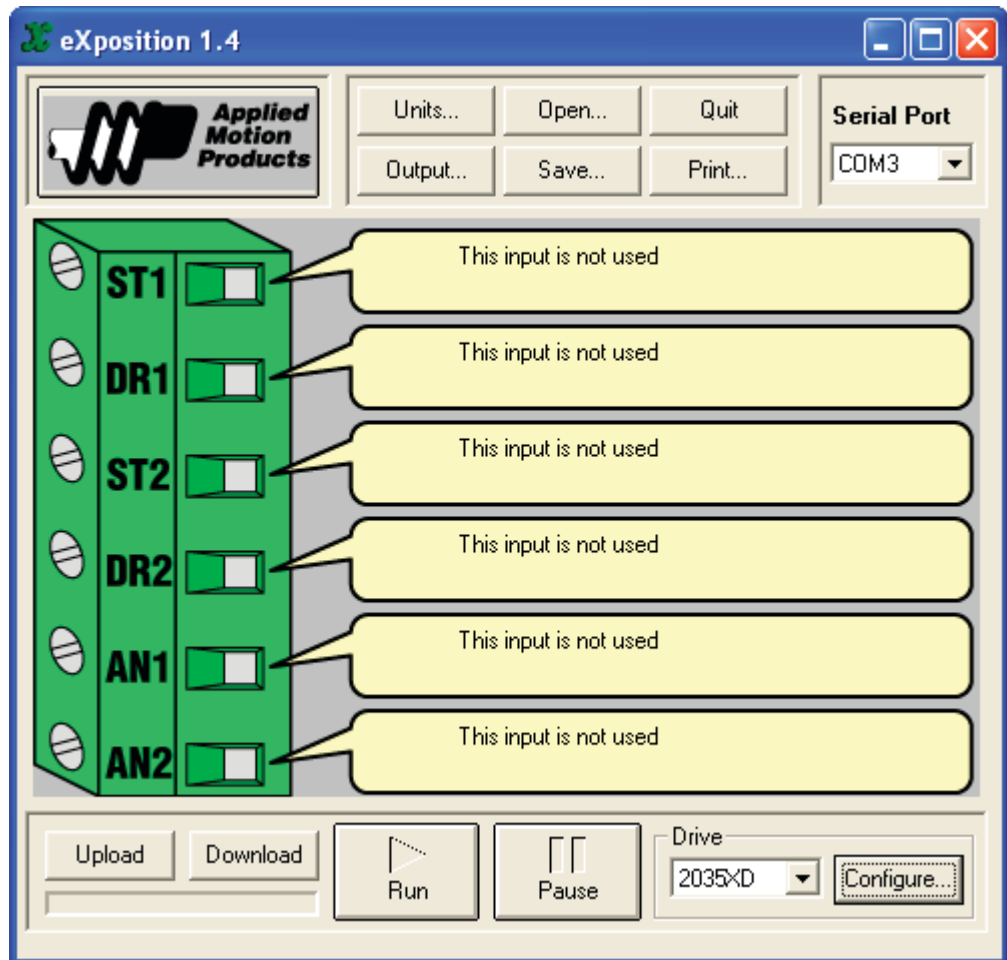 eXposition 1.4
Applied
Motion
Products
Units...
Open...
Quit
Output...
Save...
Print...
Serial Port
COM3
ST1
This input is not used
DR1
This input is not used
ST2
This input is not used
DR2
This input is not used
AN1
This input is not used
AN2
This input is not used
Upload
Download
Run
Pause
Drive
2035XD
Configure...